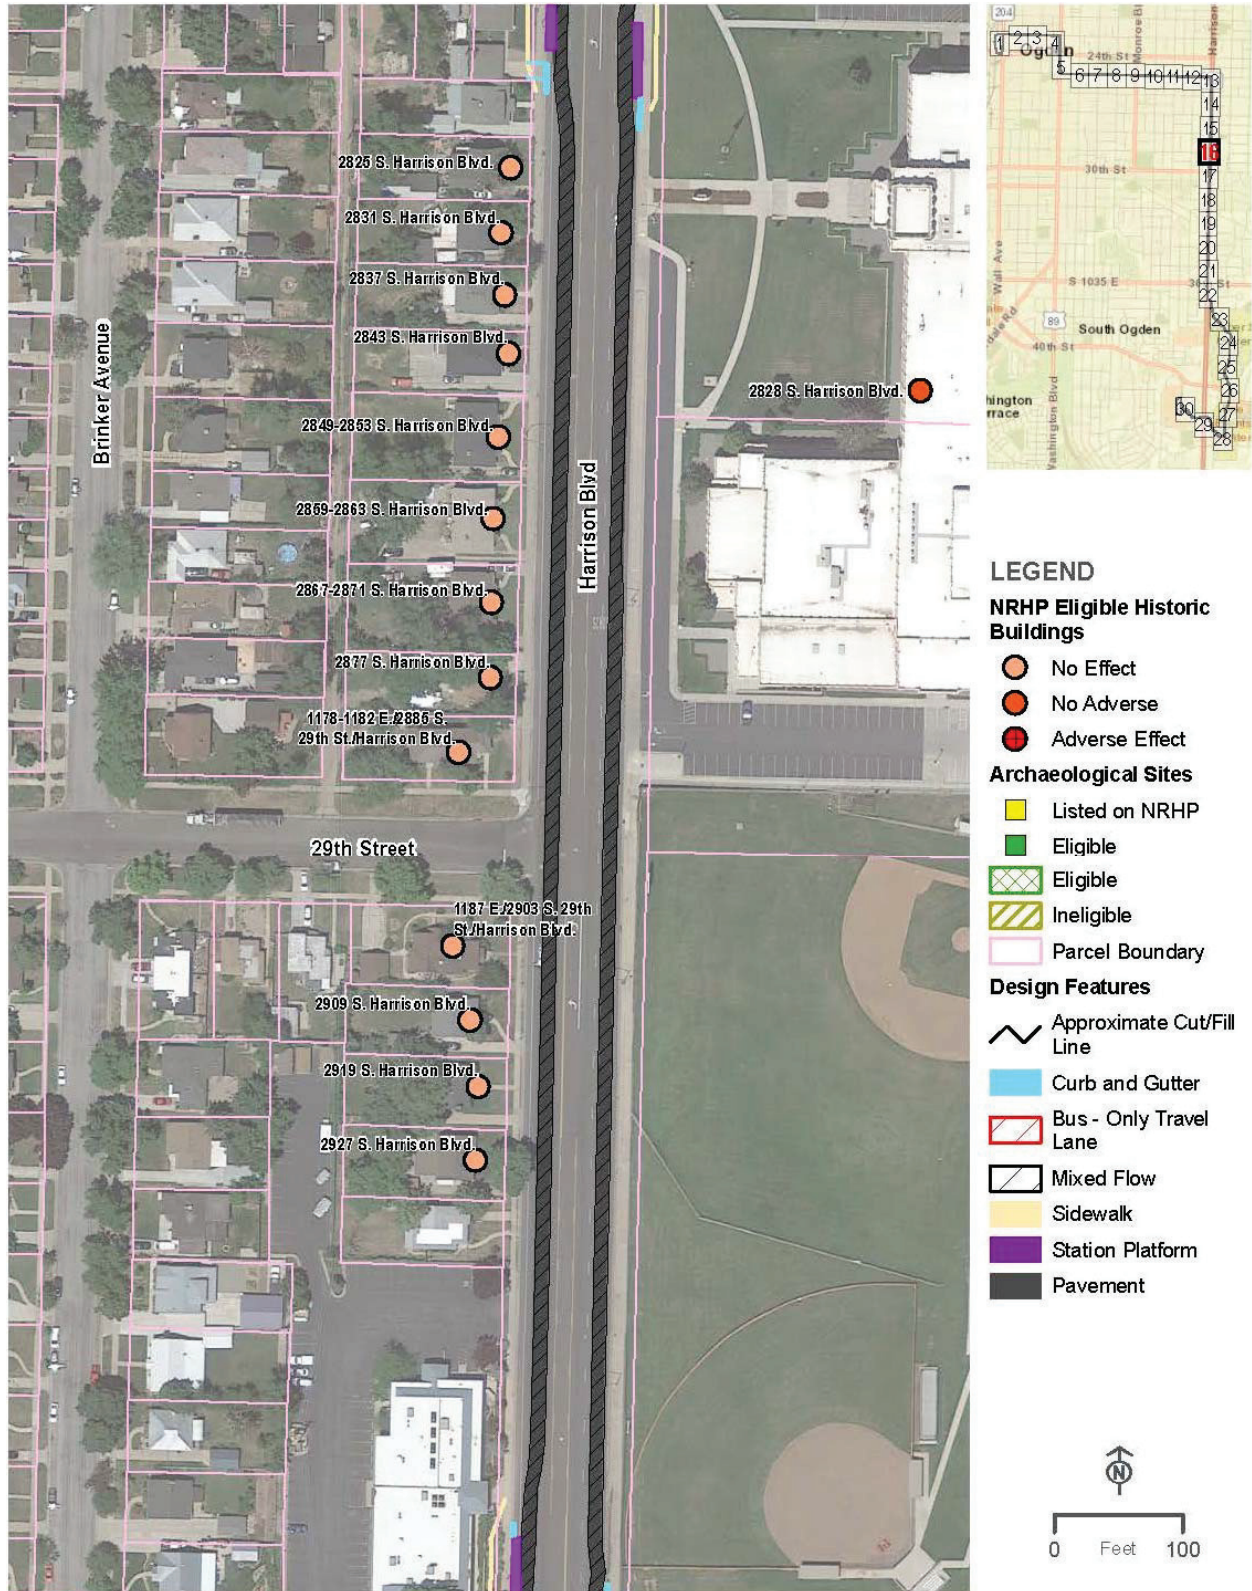 2825 S. Harrison Blvd.
2831 S. Harrison Blvd.
2837 S. Harrison Blvd.
2843 S. Harrison Blvd.
2828 S. Harrison Blvd.
2849-2853 S. Harrison Blvd.
2859-2863 S. Harrison Blvd.
2867-2871 S. Harrison Blvd.
2877 S. Harrison Blvd.
1178-1182 E./2885 S.
29th St./Harrison Blvd.
Brinker Avenue
Harrison Blvd
29th Street
1187 E./2903 S. 29th
St./Harrison Blvd.
2909 S. Harrison Blvd.
2919 S. Harrison Blvd.
2927 S. Harrison Blvd.
204
1
2
3
4
Ogden
24th St
5
6
7
8
9
10
11
12
13
14
15
16
17
30th St
18
19
20
21
22
S 1035 E
Wall Ave
23
89
South Ogden
40th St
24
25
26
27
28
29
30
Washington Blvd
LEGEND
NRHP Eligible Historic
Buildings
No Effect
No Adverse
Adverse Effect
Archaeological Sites
Listed on NRHP
Eligible
Eligible
Ineligible
Parcel Boundary
Design Features
Approximate Cut/Fill
Line
Curb and Gutter
Bus - Only Travel
Lane
Mixed Flow
Sidewalk
Station Platform
Pavement
N
0 Feet 100